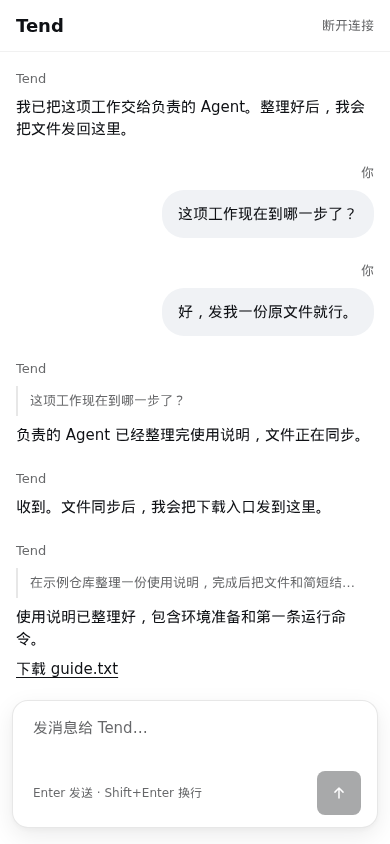 Tend
断开连接
Tend
我已把这项工作交给负责的 Agent。整理好后，我会
把文件发回这里。
你
这项工作现在到哪一步了？
你
好，发我一份原文件就行。
Tend
这项工作现在到哪一步了？
负责的 Agent 已经整理完使用说明，文件正在同步。
Tend
收到。文件同步后，我会把下载入口发到这里。
Tend
在示例仓库整理一份使用说明，完成后把文件和简短结…
使用说明已整理好，包含环境准备和第一条运行命
令。
下载 guide.txt
发消息给 Tend…
Enter 发送 · Shift+Enter 换行